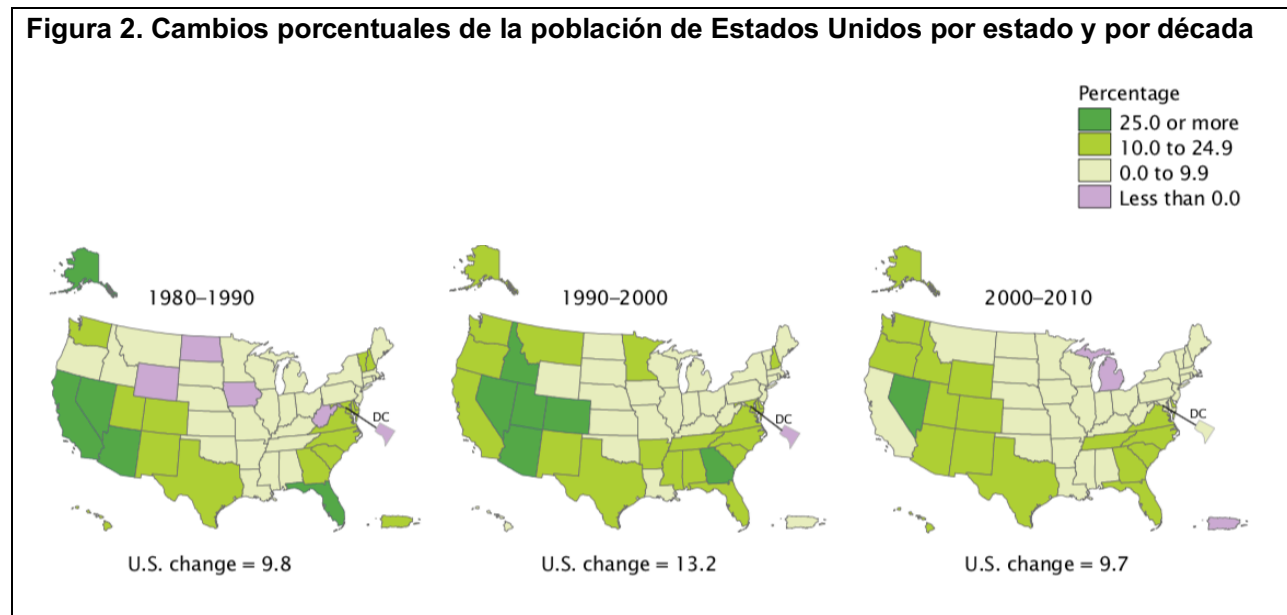 Figura 2. Cambios porcentuales de la población de Estados Unidos por estado y por década
Percentage
25.0 or more
10.0 to 24.9
0.0 to 9.9
Less than 0.0
1980–1990
1990–2000
2000–2010
DC
DC
DC
U.S. change = 9.8
U.S. change = 13.2
U.S. change = 9.7